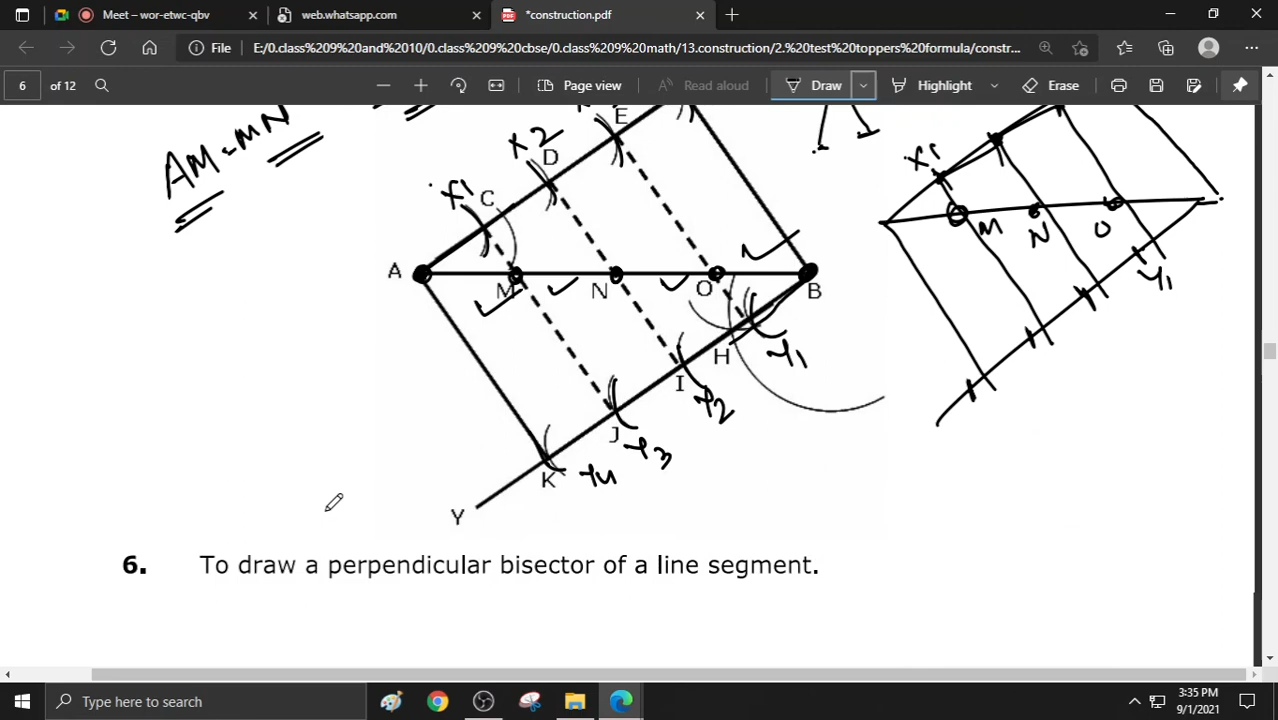 Meet – wor-etwc-qbv
web.whatsapp.com
*construction.pdf
File
E:/0.class%209%20and%2010/0.class%209%20cbse/0.class%209%20math/13.construction/2.%20test%20toppers%20formula/constr...
6 of 12
Page view
Read aloud
Draw
Highlight
Erase
AM=MN
E
x2
D
x1
C
A
M
N
O
B
H
y1
I
y2
J
y3
K
y4
Y
x1
M
N
O
y1
6. To draw a perpendicular bisector of a line segment.
Type here to search
3:35 PM
9/1/2021